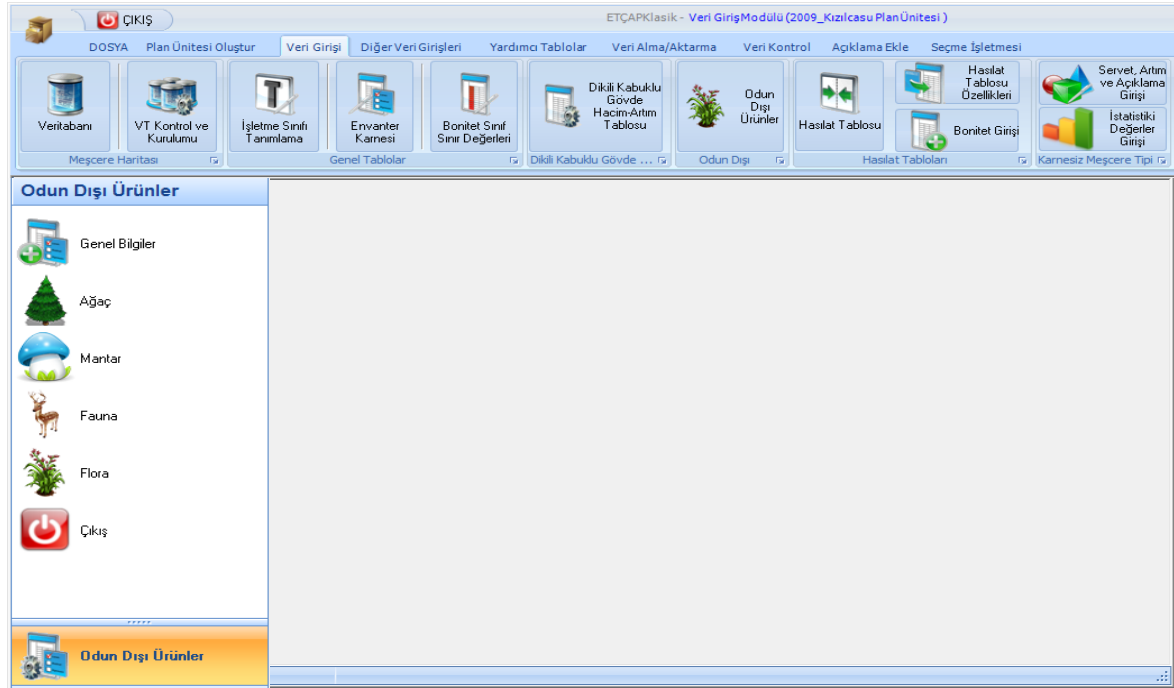 ÇIKIŞ
ETÇAPKlasik - Veri Giriş Modülü (2009_Kızılcasu Plan Ünitesi )
DOSYA Plan Ünitesi Oluştur Veri Girişi Diğer Veri Girişleri Yardımcı Tablolar Veri Alma/Aktarma Veri Kontrol Açıklama Ekle Seçme İşletmesi
Veritabanı
VT Kontrol ve
Kurulumu
Meşcere Haritası
İşletme Sınıfı
Tanımlama
Envanter
Karnesi
Bonitet Sınıf
Sınır Değerleri
Genel Tablolar
Dikili Kabuklu
Gövde
Hacim-Artım
Tablosu
Dikili Kabuklu Gövde ...
Odun
Dışı
Ürünler
Odun Dışı
Hasılat Tablosu
Hasılat
Tablosu
Özellikleri
Bonitet Girişi
Hasılat Tabloları
Servet, Artım
ve Açıklama
Girişi
İstatistiki
Değerler
Girişi
Karnesiz Meşcere Tipi
Odun Dışı Ürünler
Genel Bilgiler
Ağaç
Mantar
Fauna
Flora
Çıkış
Odun Dışı Ürünler